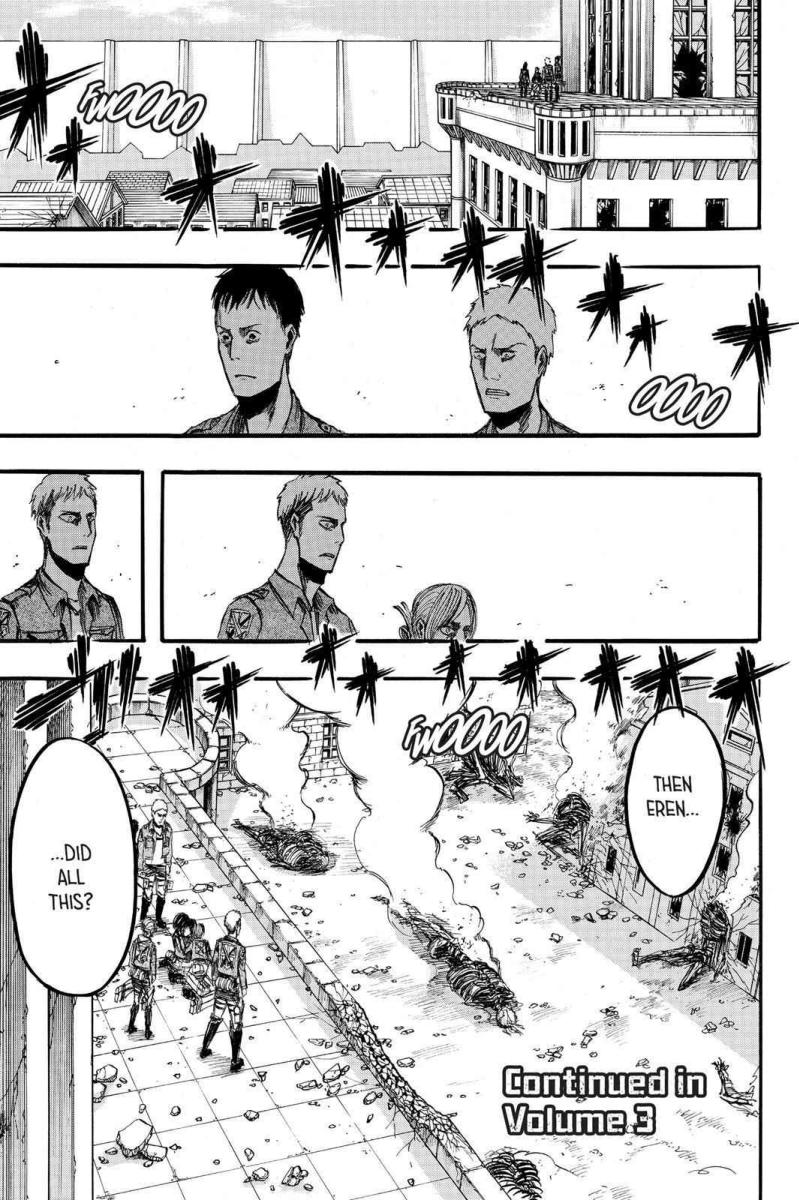 FWOOOO
OOOO
FWOOOO
THEN
EREN...
...DID
ALL
THIS?
Continued in
Volume 3